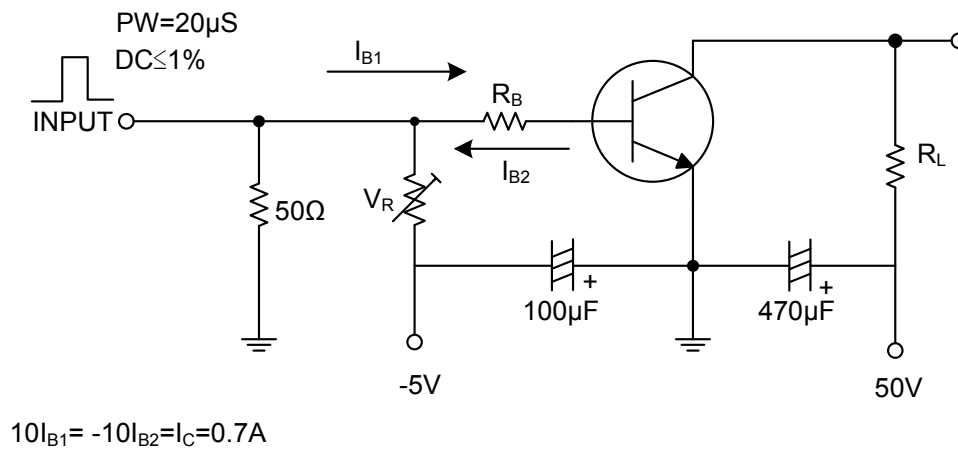 PW=20μS
DC≤1%
INPUT
I_B1
R_B
I_B2
50Ω
V_R
R_L
100μF
+
470μF
+
-5V
50V
10I_B1= -10I_B2=I_C=0.7A